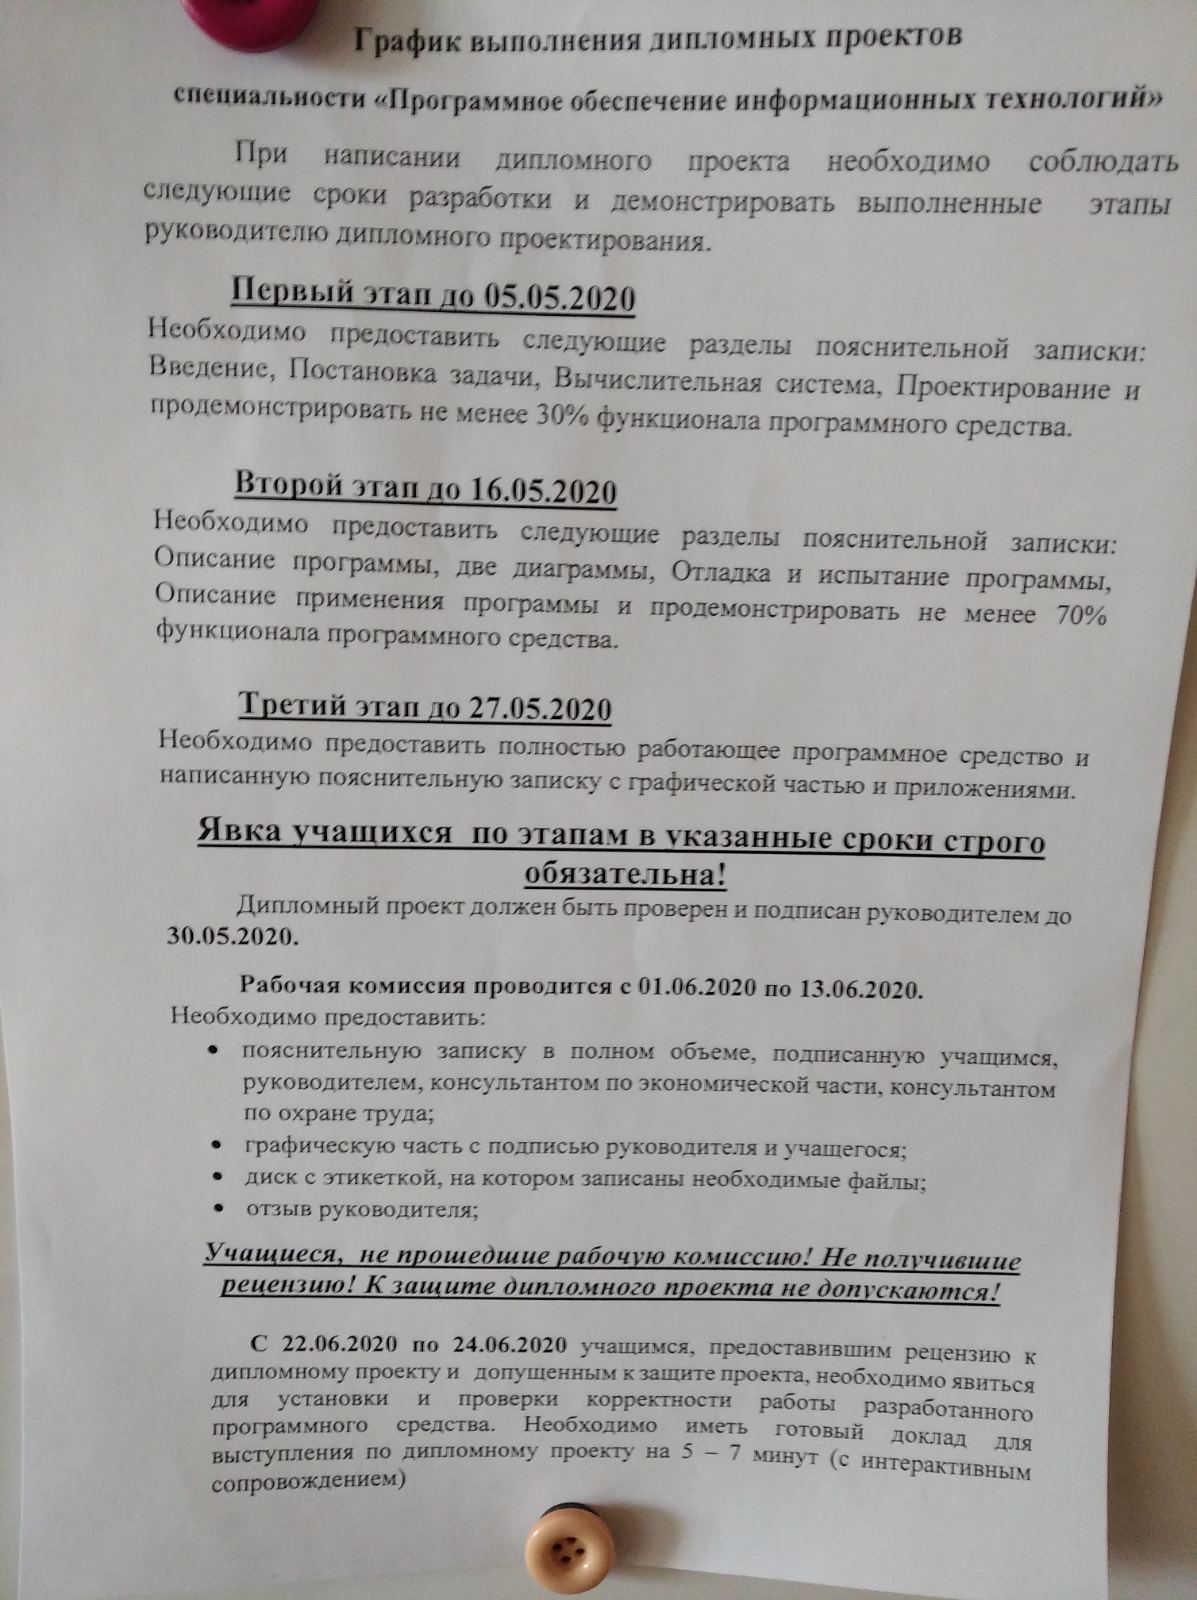 График выполнения дипломных проектов
специальности «Программное обеспечение информационных технологий»
При написании дипломного проекта необходимо соблюдать
следующие сроки разработки и демонстрировать выполненные этапы
руководителю дипломного проектирования.
Первый этап до 05.05.2020
Необходимо предоставить следующие разделы пояснительной записки:
Введение, Постановка задачи, Вычислительная система, Проектирование и
продемонстрировать не менее 30% функционала программного средства.
Второй этап до 16.05.2020
Необходимо предоставить следующие разделы пояснительной записки:
Описание программы, две диаграммы, Отладка и испытание программы,
Описание применения программы и продемонстрировать не менее 70%
функционала программного средства.
Третий этап до 27.05.2020
Необходимо предоставить полностью работающее программное средство и
написанную пояснительную записку с графической частью и приложениями.
Явка учащихся по этапам в указанные сроки строго
обязательна!
Дипломный проект должен быть проверен и подписан руководителем до
30.05.2020.
Рабочая комиссия проводится с 01.06.2020 по 13.06.2020.
Необходимо предоставить:
• пояснительную записку в полном объеме, подписанную учащимся,
руководителем, консультантом по экономической части, консультантом
по охране труда;
• графическую часть с подписью руководителя и учащегося;
• диск с этикеткой, на котором записаны необходимые файлы;
• отзыв руководителя;
Учащиеся, не прошедшие рабочую комиссию! Не получившие
рецензию! К защите дипломного проекта не допускаются!
С 22.06.2020 по 24.06.2020 учащимся, предоставившим рецензию к
дипломному проекту и допущенным к защите проекта, необходимо явиться
для установки и проверки корректности работы разработанного
программного средства. Необходимо иметь готовый доклад для
выступления по дипломному проекту на 5 – 7 минут (с интерактивным
сопровождением)